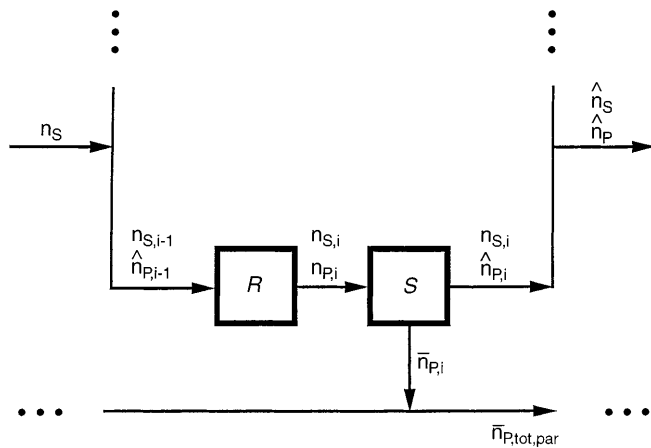 n̂_S
n_S
n̂_P
n_{S,i-1}
n_{S,i}
n_{S,i}
n̂_{P,i-1}
R
n_{P,i}
S
n̂_{P,i}
n̄_{P,i}
n̄_{P,tot,par}